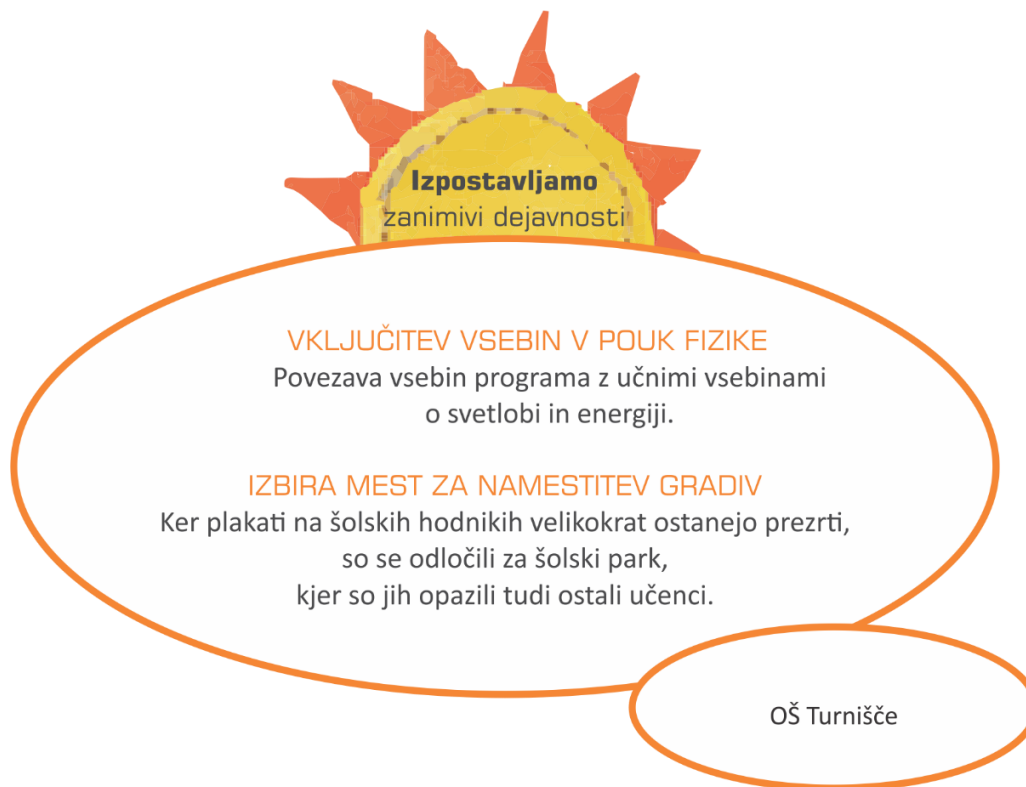 Izpostavljamo
zanimivi dejavnosti
VKLJUČITEV VSEBIN V POUK FIZIKE
Povezava vsebin programa z učnimi vsebinami
o svetlobi in energiji.
IZBIRA MEST ZA NAMESTITEV GRADIV
Ker plakati na šolskih hodnikih velikokrat ostanejo prezrti,
so se odločili za šolski park,
kjer so jih opazili tudi ostali učenci.
OŠ Turnišče